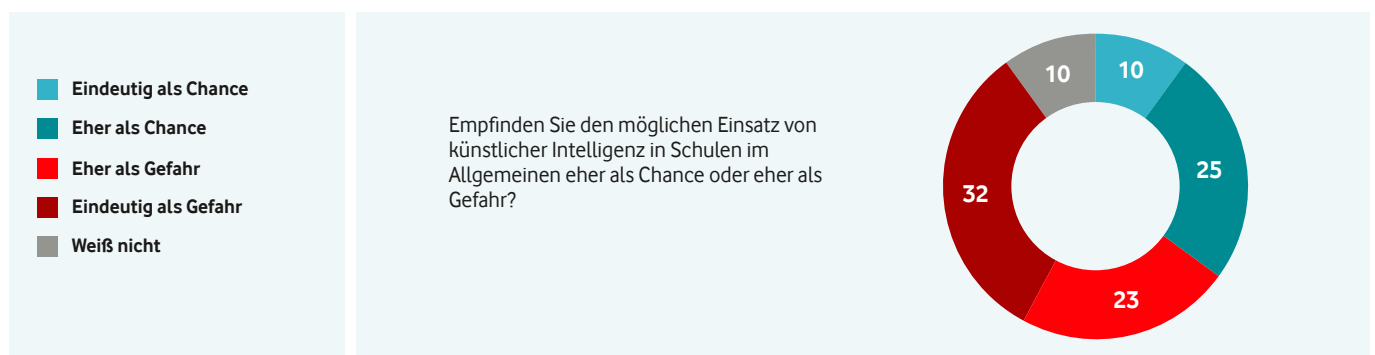 Eindeutig als Chance
Eher als Chance
Eher als Gefahr
Eindeutig als Gefahr
Weiß nicht
Empfinden Sie den möglichen Einsatz von
künstlicher Intelligenz in Schulen im
Allgemeinen eher als Chance oder eher als
Gefahr?
10
10
25
32
23